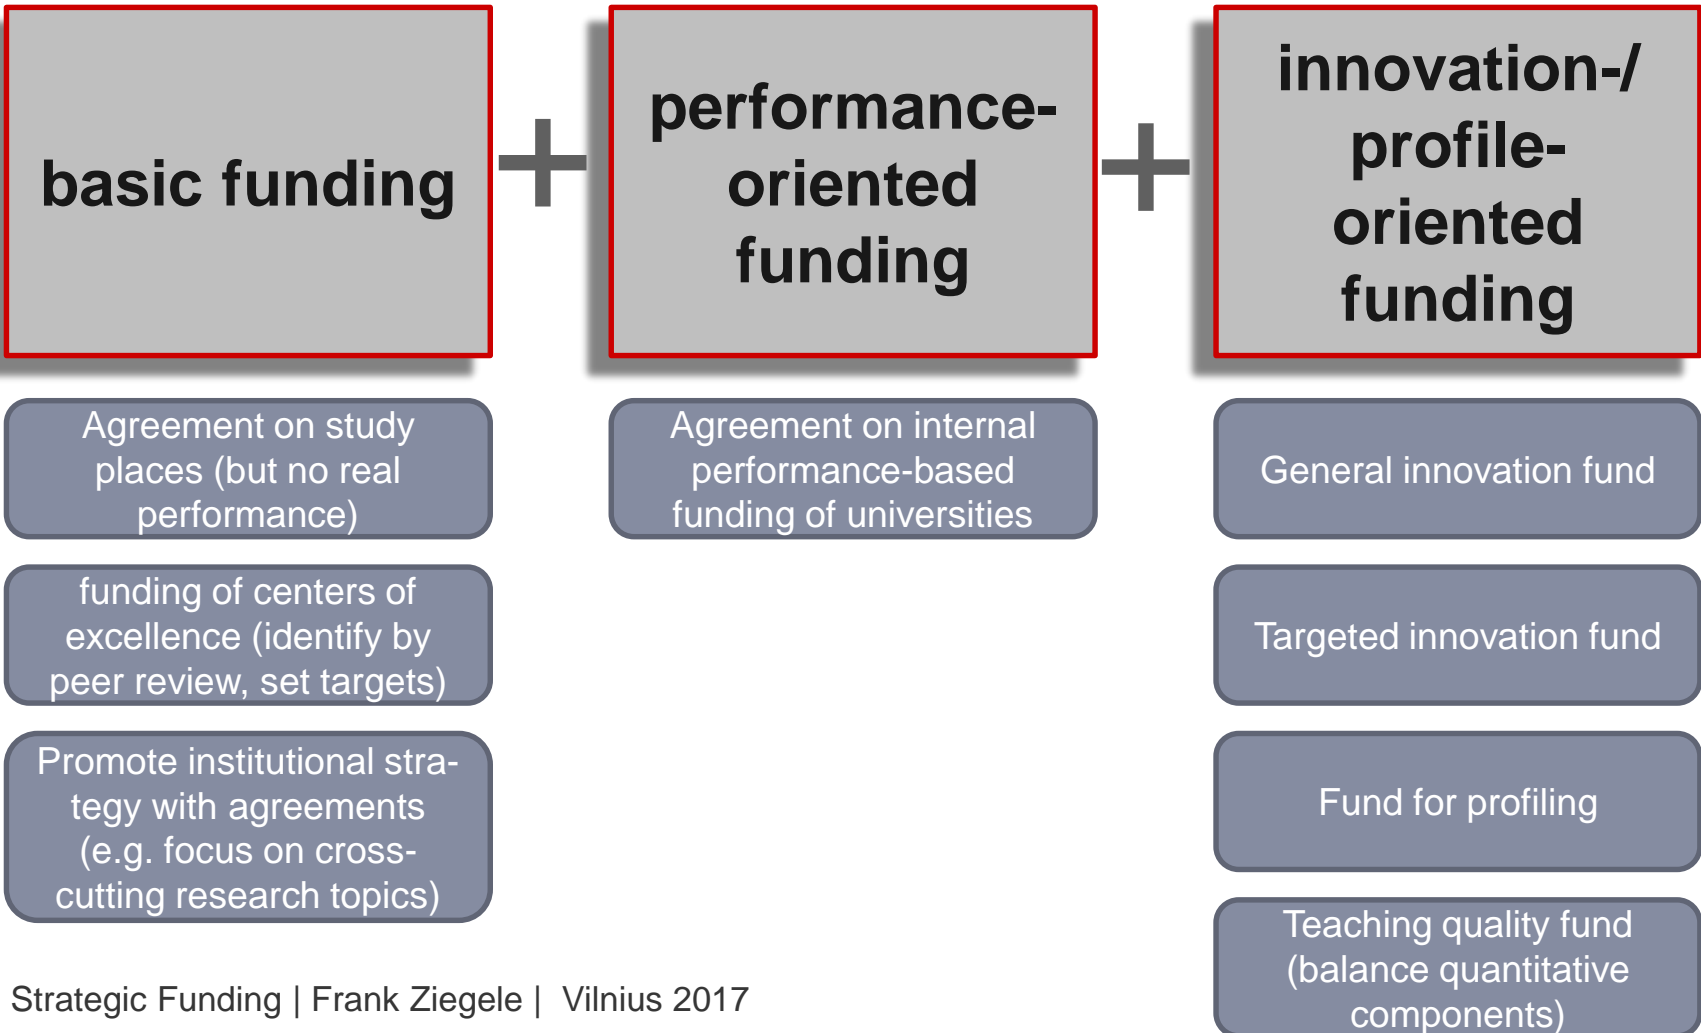 basic funding
+
performance-
oriented
funding
+
innovation-/
profile-
oriented
funding
Agreement on study
places (but no real
performance)
funding of centers of
excellence (identify by
peer review, set targets)
Promote institutional stra-
tegy with agreements
(e.g. focus on cross-
cutting research topics)
Agreement on internal
performance-based
funding of universities
General innovation fund
Targeted innovation fund
Fund for profiling
Teaching quality fund
(balance quantitative
components)
Strategic Funding | Frank Ziegele | Vilnius 2017